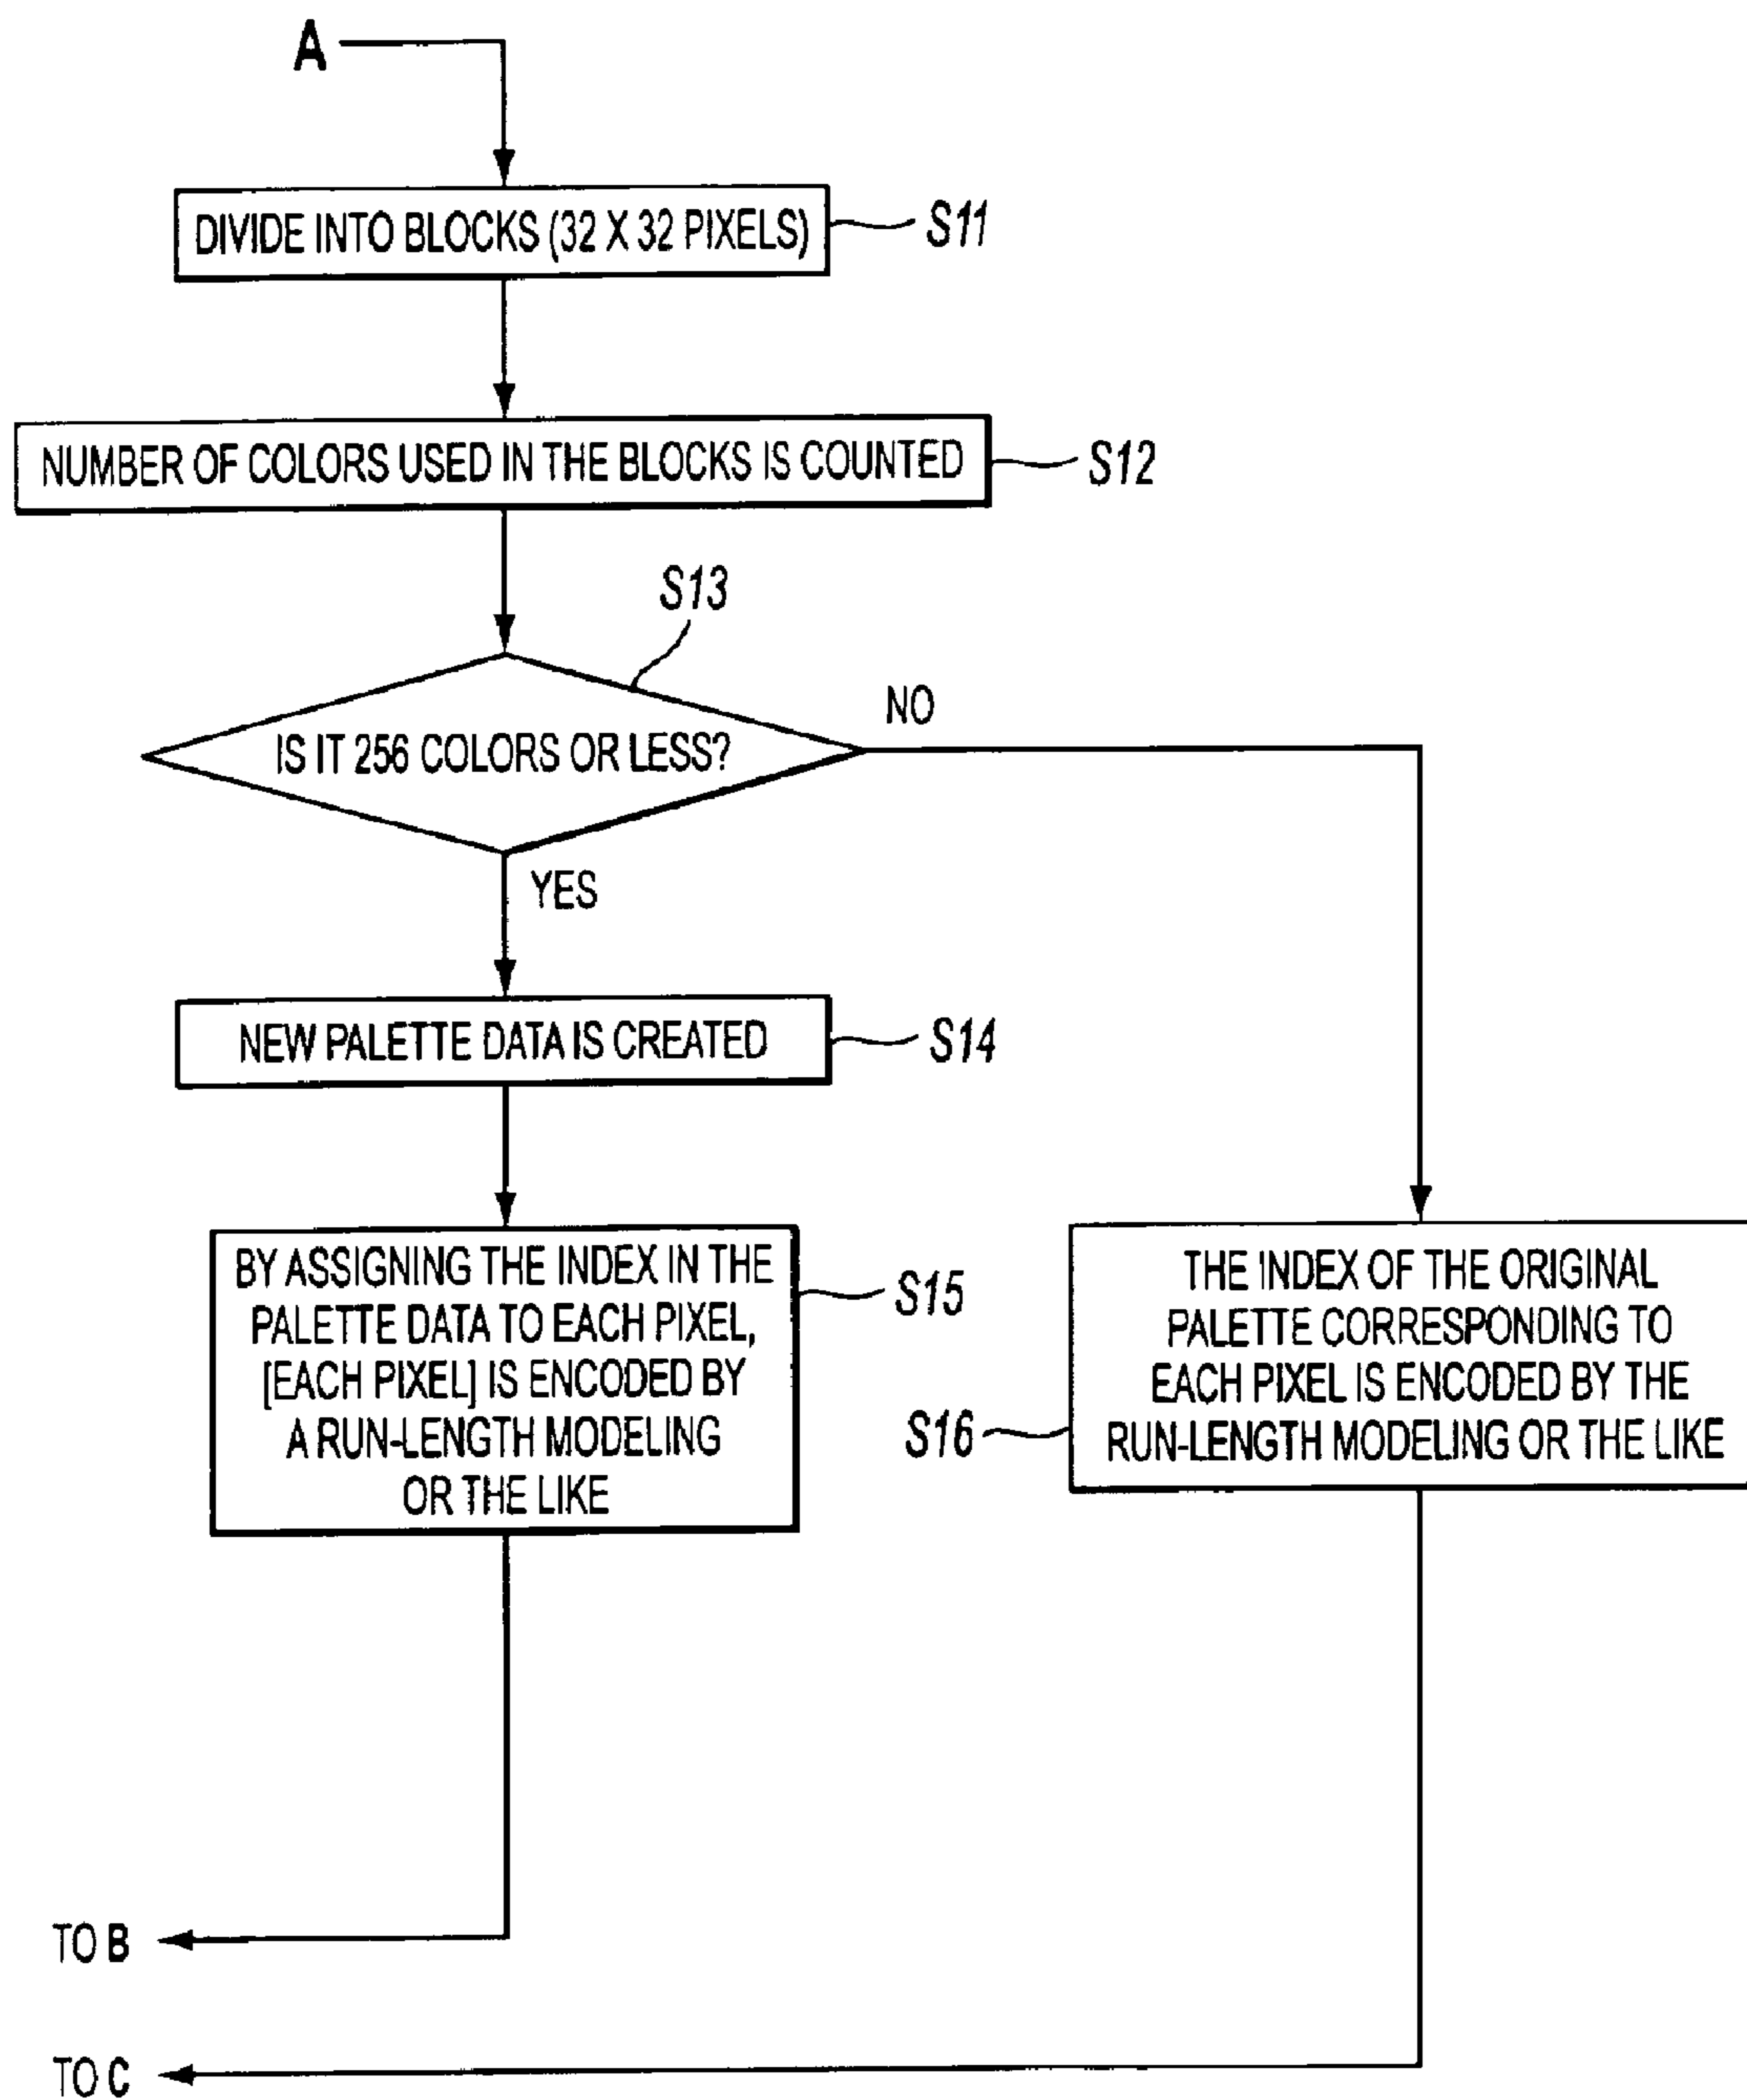 A
DIVIDE INTO BLOCKS (32 X 32 PIXELS)
S11
NUMBER OF COLORS USED IN THE BLOCKS IS COUNTED
S12
S13
IS IT 256 COLORS OR LESS?
NO
YES
NEW PALETTE DATA IS CREATED
S14
BY ASSIGNING THE INDEX IN THE
PALETTE DATA TO EACH PIXEL,
[EACH PIXEL] IS ENCODED BY
A RUN-LENGTH MODELING
OR THE LIKE
S15
THE INDEX OF THE ORIGINAL
PALETTE CORRESPONDING TO
EACH PIXEL IS ENCODED BY THE
RUN-LENGTH MODELING OR THE LIKE
S16
TO B
TO C